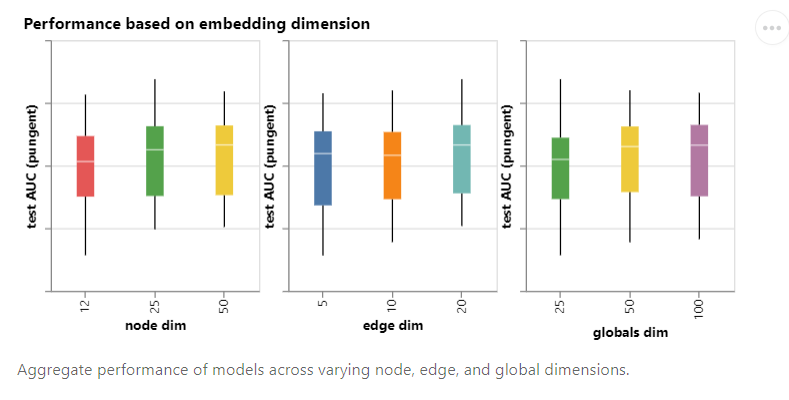 Performance based on embedding dimension
test AUC (pungent)
12
25
50
node dim
test AUC (pungent)
5
10
20
edge dim
test AUC (pungent)
25
50
100
globals dim
Aggregate performance of models across varying node, edge, and global dimensions.